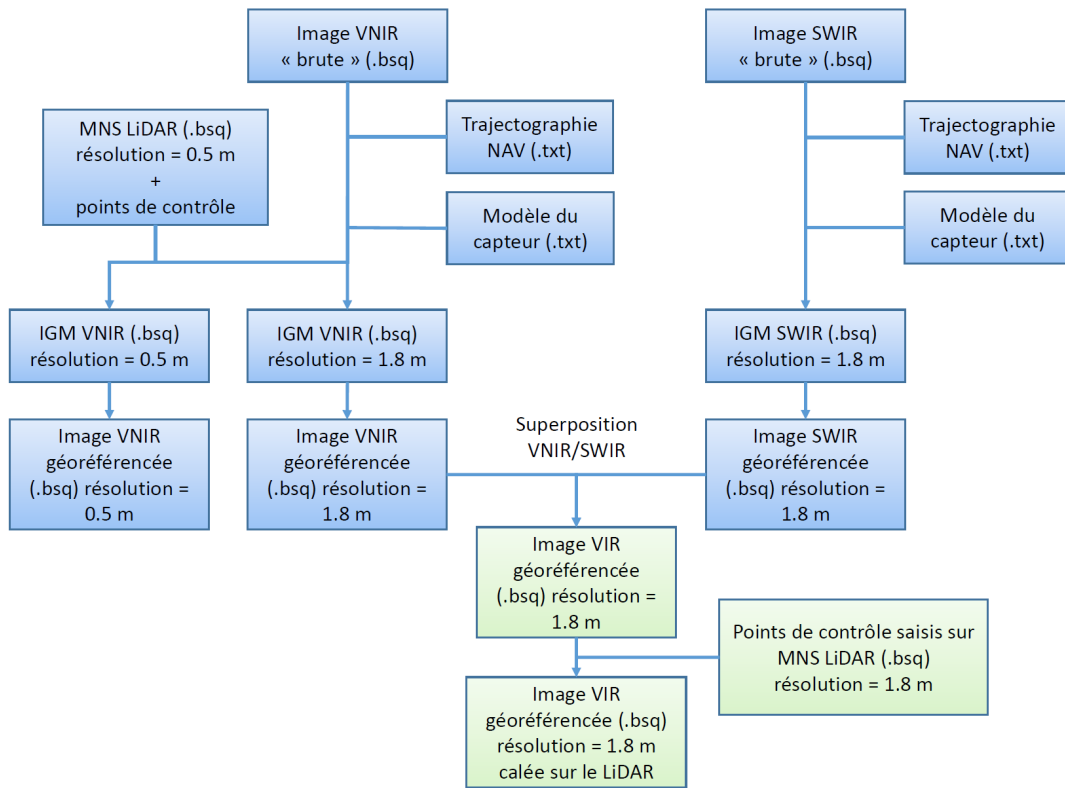 Image VNIR
« brute » (.bsq)
Image SWIR
« brute » (.bsq)
MNS LiDAR (.bsq)
résolution = 0.5 m
+
points de contrôle
Trajectographie
NAV (.txt)
Trajectographie
NAV (.txt)
Modèle du
capteur (.txt)
Modèle du
capteur (.txt)
IGM VNIR (.bsq)
résolution = 0.5 m
IGM VNIR (.bsq)
résolution = 1.8 m
IGM SWIR (.bsq)
résolution = 1.8 m
Image VNIR
géoréférencée
(.bsq) résolution =
0.5 m
Image VNIR
géoréférencée
(.bsq) résolution =
1.8 m
Superposition
VNIR/SWIR
Image SWIR
géoréférencée
(.bsq) résolution =
1.8 m
Image VIR
géoréférencée
(.bsq) résolution =
1.8 m
Points de contrôle saisis sur
MNS LiDAR (.bsq)
résolution = 1.8 m
Image VIR
géoréférencée (.bsq)
résolution = 1.8 m
calée sur le LiDAR